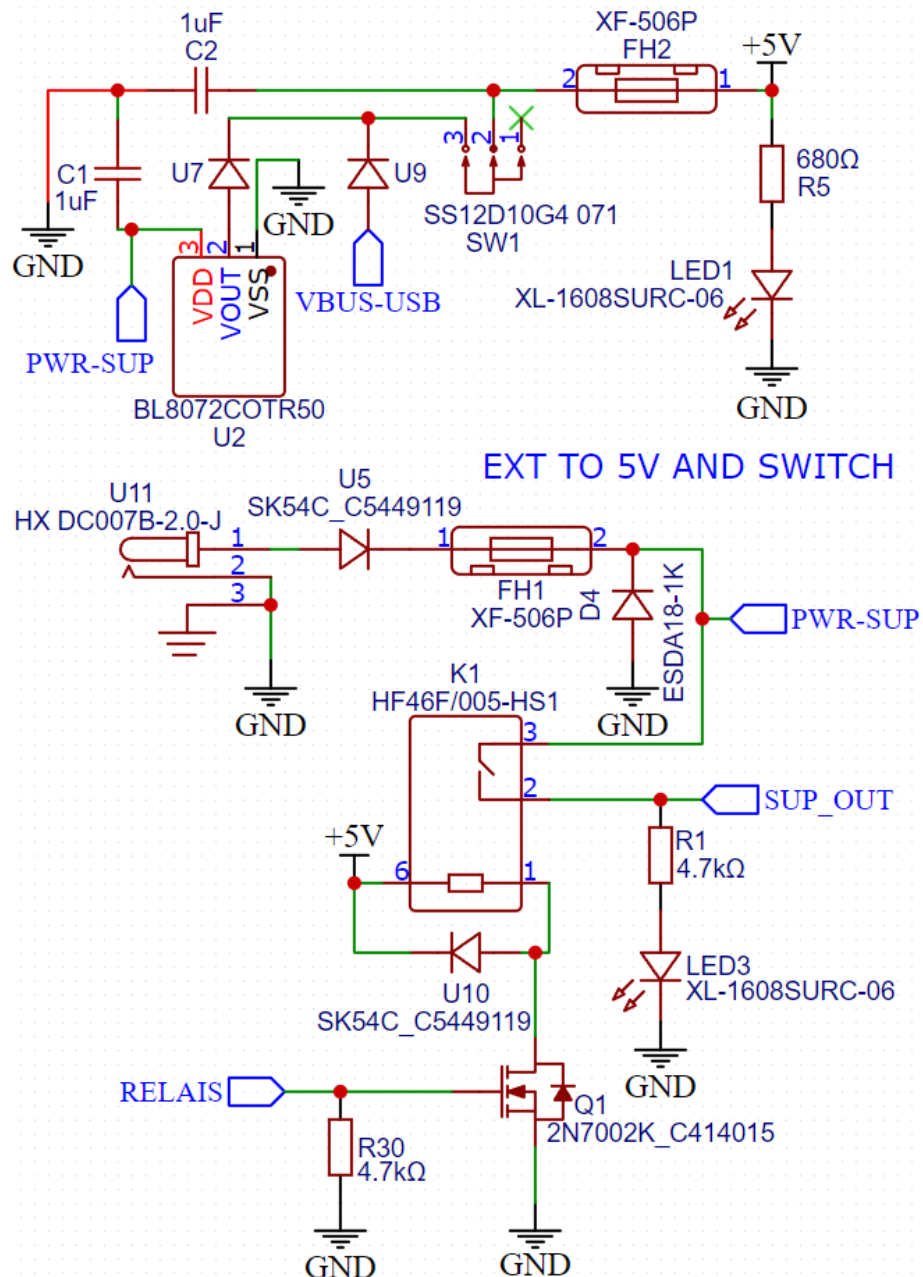 1uF
C2
XF-506P
FH2
+5V
2
1
C1
1uF
U7
U9
3
2
1
680Ω
R5
GND
GND
SS12D10G4 071
SW1
3
2
1
VDD
VOUT
VSS
VBUS-USB
LED1
XL-1608SURC-06
PWR-SUP
BL8072COTR50
U2
GND
EXT TO 5V AND SWITCH
U11
HX DC007B-2.0-J
U5
SK54C_C5449119
1
2
3
1
2
FH1
XF-506P
D4
ESDA18-1K
PWR-SUP
GND
GND
K1
HF46F/005-HS1
3
2
SUP_OUT
+5V
6
1
R1
4.7kΩ
U10
SK54C_C5449119
LED3
XL-1608SURC-06
GND
RELAIS
Q1
2N7002K_C414015
R30
4.7kΩ
GND
GND